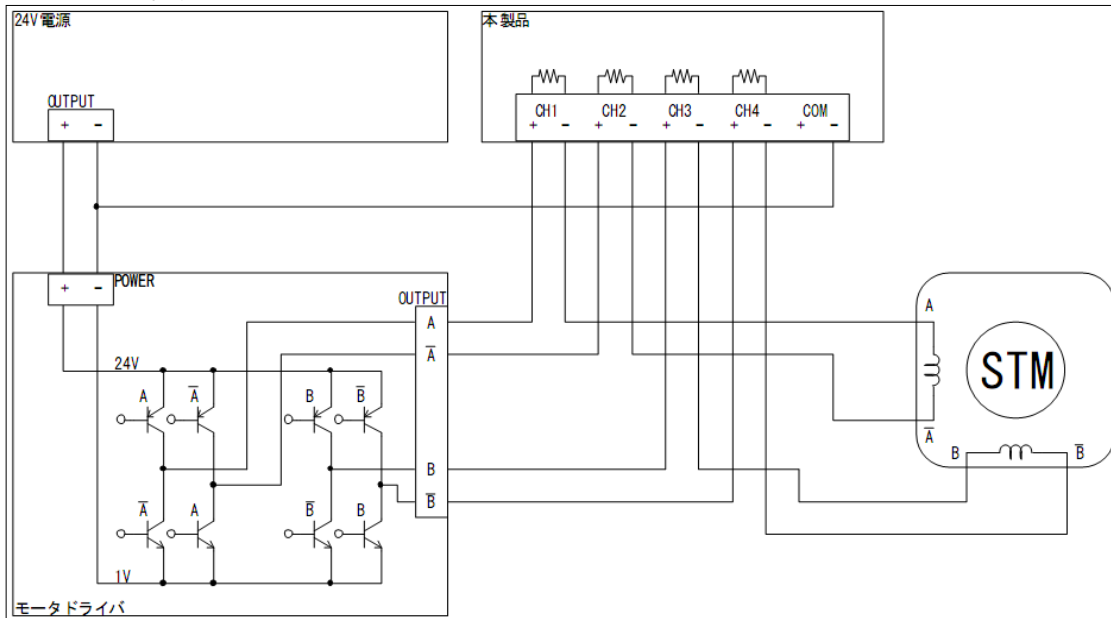 24V電源
本製品
OUTPUT
+ -
CH1 CH2 CH3 CH4 COM
+ - + - + - + - + -
POWER
+ -
OUTPUT
A
A̅
B
B̅
24V
A A̅ B B̅
A̅ A B̅ B
1V
モータドライバ
A
STM
A̅
B B̅